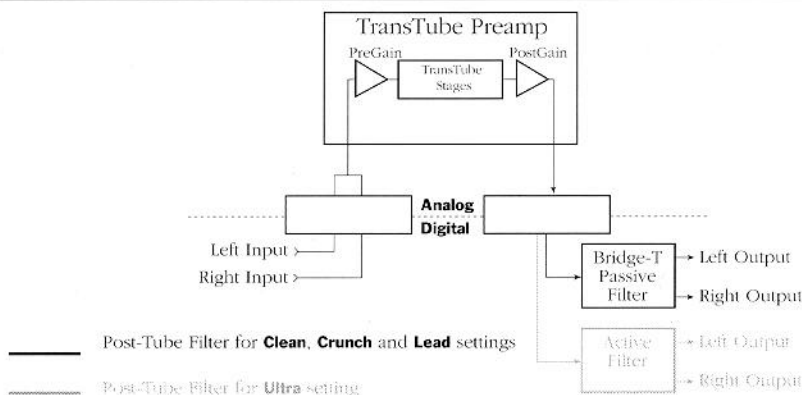 TransTube Preamp
PreGain
PostGain
TransTube
Stages
Analog
Digital
Left Input
Right Input
Bridge-T
Passive
Filter
Left Output
Right Output
Post-Tube Filter for Clean, Crunch and Lead settings
Active
Filter
Left Output
Right Output
Post-Tube Filter for Ultra setting